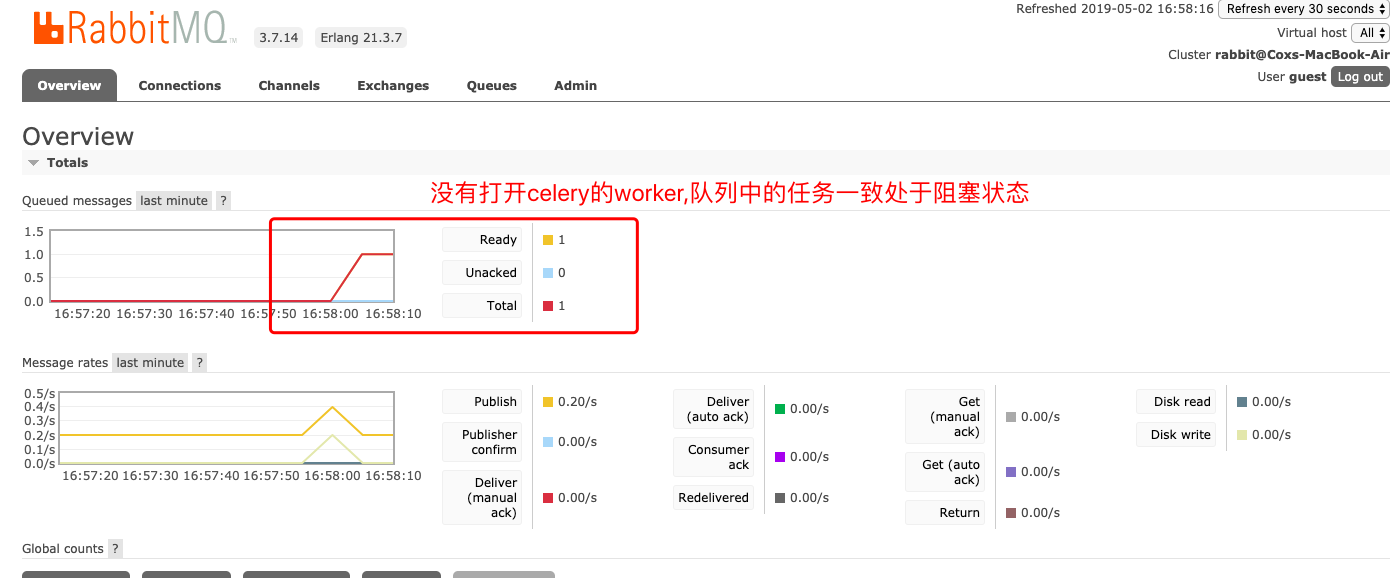 RabbitMQ TM 3.7.14 Erlang 21.3.7
Refreshed 2019-05-02 16:58:16 Refresh every 30 seconds
Virtual host All
Cluster rabbit@Coxs-MacBook-Air
User guest Log out
Overview Connections Channels Exchanges Queues Admin
Overview
Totals
没有打开celery的worker,队列中的任务一致处于阻塞状态
Queued messages last minute ?
1.5
1.0
0.5
0.0
16:57:20 16:57:30 16:57:40 16:57:50 16:58:00 16:58:10
Ready 1
Unacked 0
Total 1
Message rates last minute ?
0.5/s
0.4/s
0.3/s
0.2/s
0.1/s
0.0/s
16:57:20 16:57:30 16:57:40 16:57:50 16:58:00 16:58:10
Publish 0.20/s
Publisher
confirm 0.00/s
Deliver
(manual
ack) 0.00/s
Deliver
(auto ack) 0.00/s
Consumer
ack 0.00/s
Redelivered 0.00/s
Get
(manual
ack) 0.00/s
Get (auto
ack) 0.00/s
Return 0.00/s
Disk read 0.00/s
Disk write 0.00/s
Global counts ?